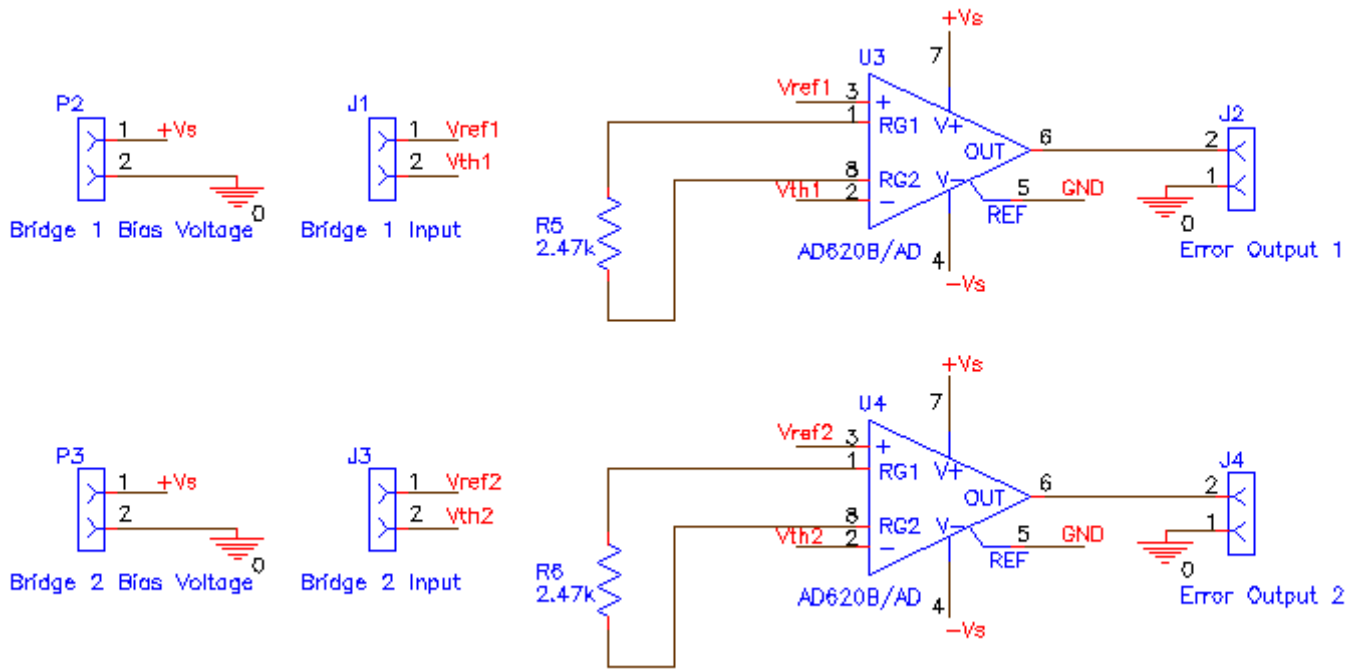 +Vs
7
U3
P2
J1
Vref1
3
+
J2
1
+Vs
1
Vref1
1
RG1
V+
6
2
2
2
Vth1
OUT
8
RG2
V-
1
Vth1
2
-
5
GND
0
R5
2.47k
REF
0
Bridge 1 Bias Voltage
Bridge 1 Input
AD620B/AD
4
Error Output 1
-Vs
+Vs
7
U4
P3
J3
Vref2
3
+
J4
1
+Vs
1
Vref2
1
RG1
V+
6
2
2
2
Vth2
OUT
8
RG2
V-
1
Vth2
2
-
5
GND
0
R6
2.47k
REF
0
Bridge 2 Bias Voltage
Bridge 2 Input
AD620B/AD
4
Error Output 2
-Vs